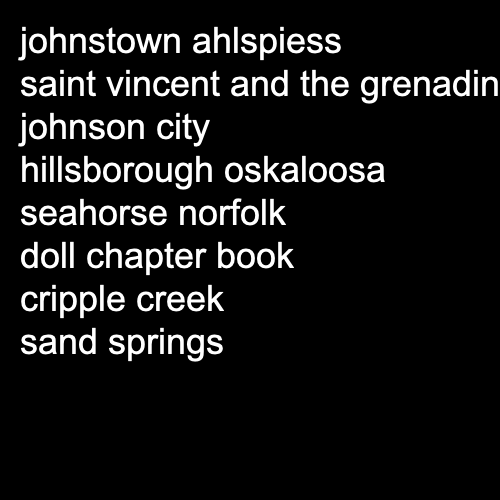 johnstown ahlspiess
saint vincent and the grenadin
johnson city
hillsborough oskaloosa
seahorse norfolk
doll chapter book
cripple creek
sand springs